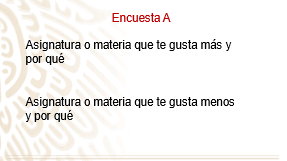 Encuesta A
Asignatura o materia que te gusta más y
por qué
Asignatura o materia que te gusta menos
y por qué